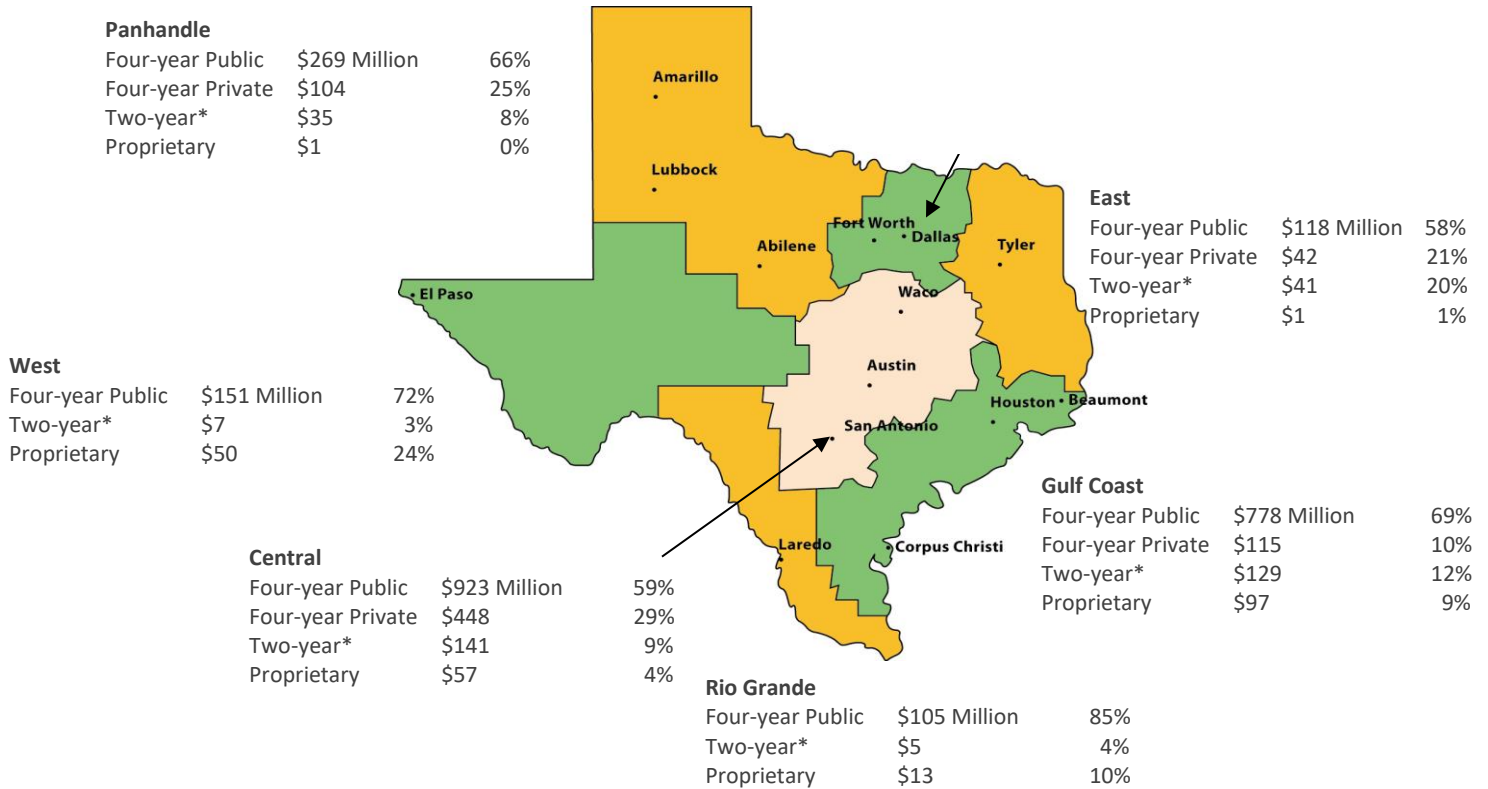 Panhandle
Four-year Public $269 Million 66%
Four-year Private $104 25%
Two-year* $35 8%
Proprietary $1 0%
Amarillo
Lubbock
Abilene
Fort Worth
Dallas
Tyler
El Paso
Waco
Austin
San Antonio
Houston
Beaumont
Laredo
Corpus Christi
East
Four-year Public $118 Million 58%
Four-year Private $42 21%
Two-year* $41 20%
Proprietary $1 1%
West
Four-year Public $151 Million 72%
Two-year* $7 3%
Proprietary $50 24%
Gulf Coast
Four-year Public $778 Million 69%
Four-year Private $115 10%
Two-year* $129 12%
Proprietary $97 9%
Central
Four-year Public $923 Million 59%
Four-year Private $448 29%
Two-year* $141 9%
Proprietary $57 4%
Rio Grande
Four-year Public $105 Million 85%
Two-year* $5 4%
Proprietary $13 10%